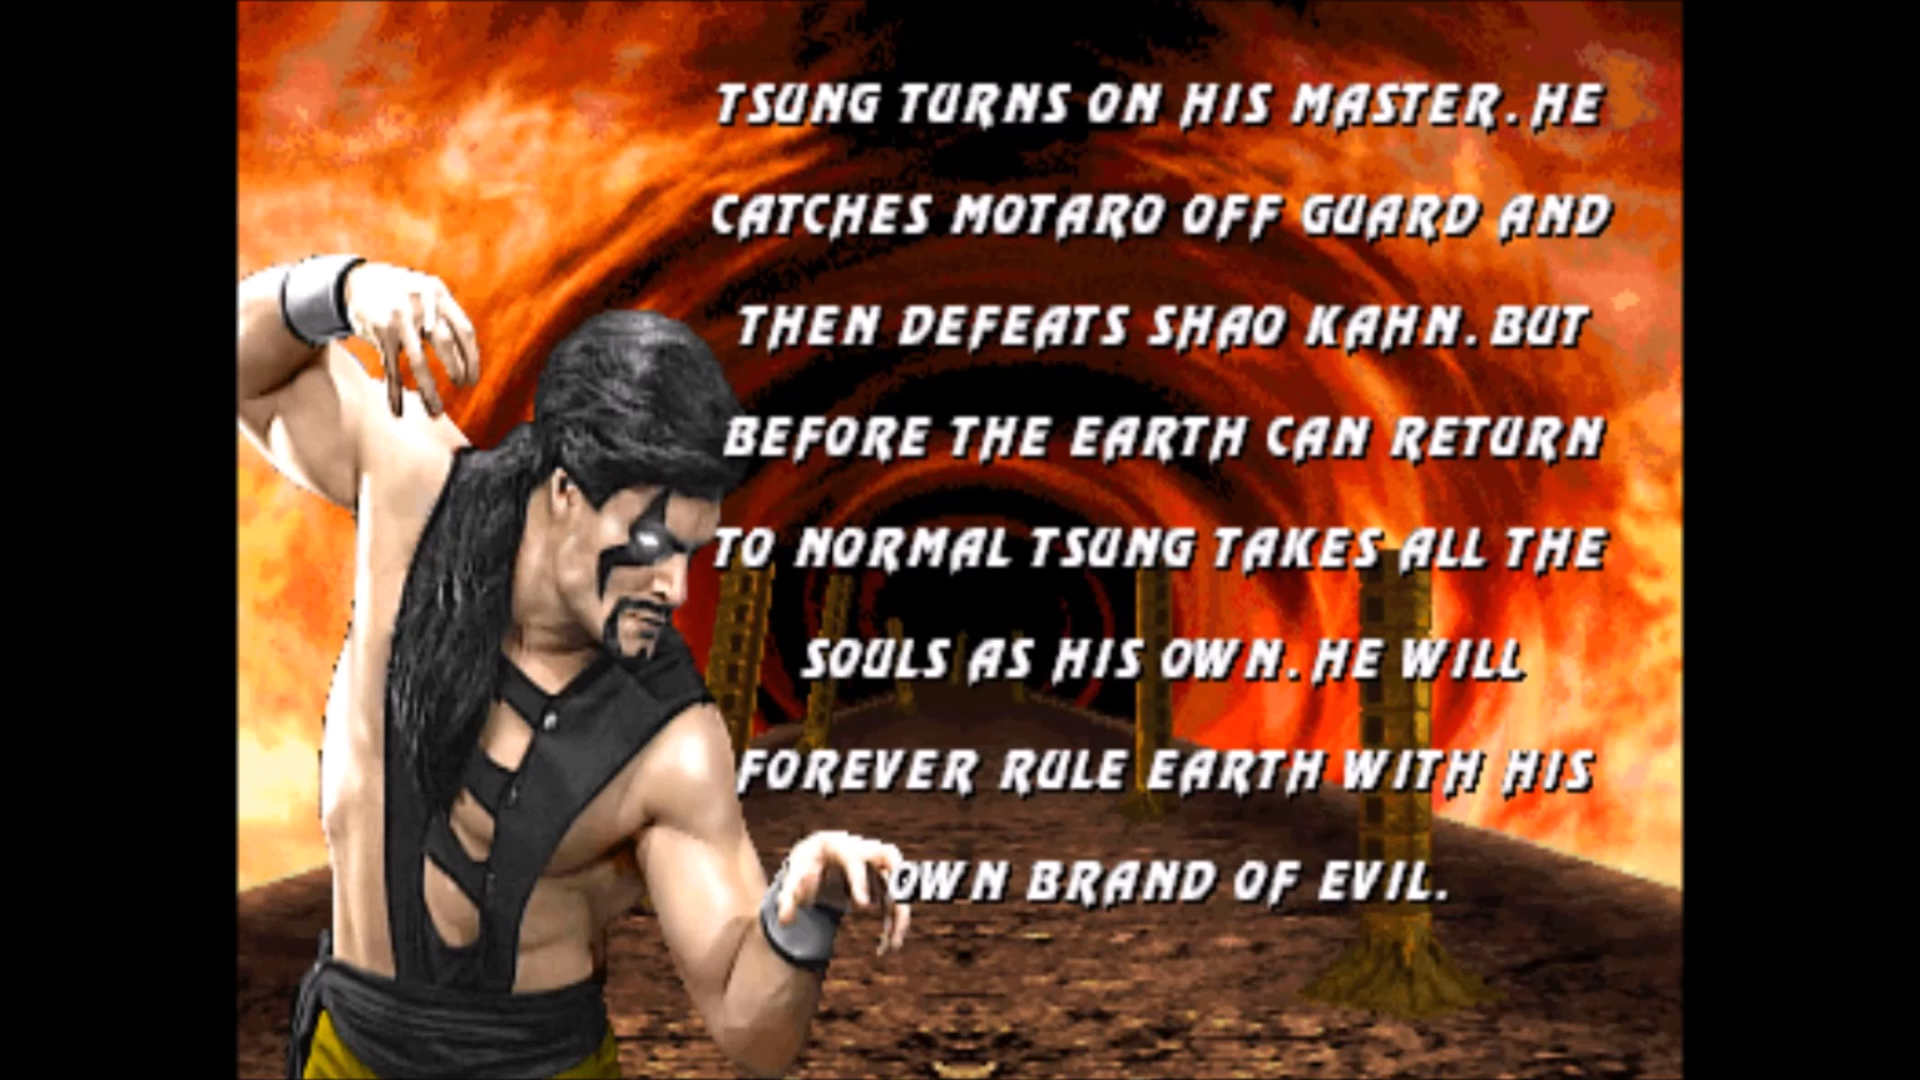 TSUNG TURNS ON HIS MASTER. HE
CATCHES MOTARO OFF GUARD AND
THEN DEFEATS SHAO KAHN. BUT
BEFORE THE EARTH CAN RETURN
TO NORMAL TSUNG TAKES ALL THE
SOULS AS HIS OWN. HE WILL
FOREVER RULE EARTH WITH HIS
OWN BRAND OF EVIL.